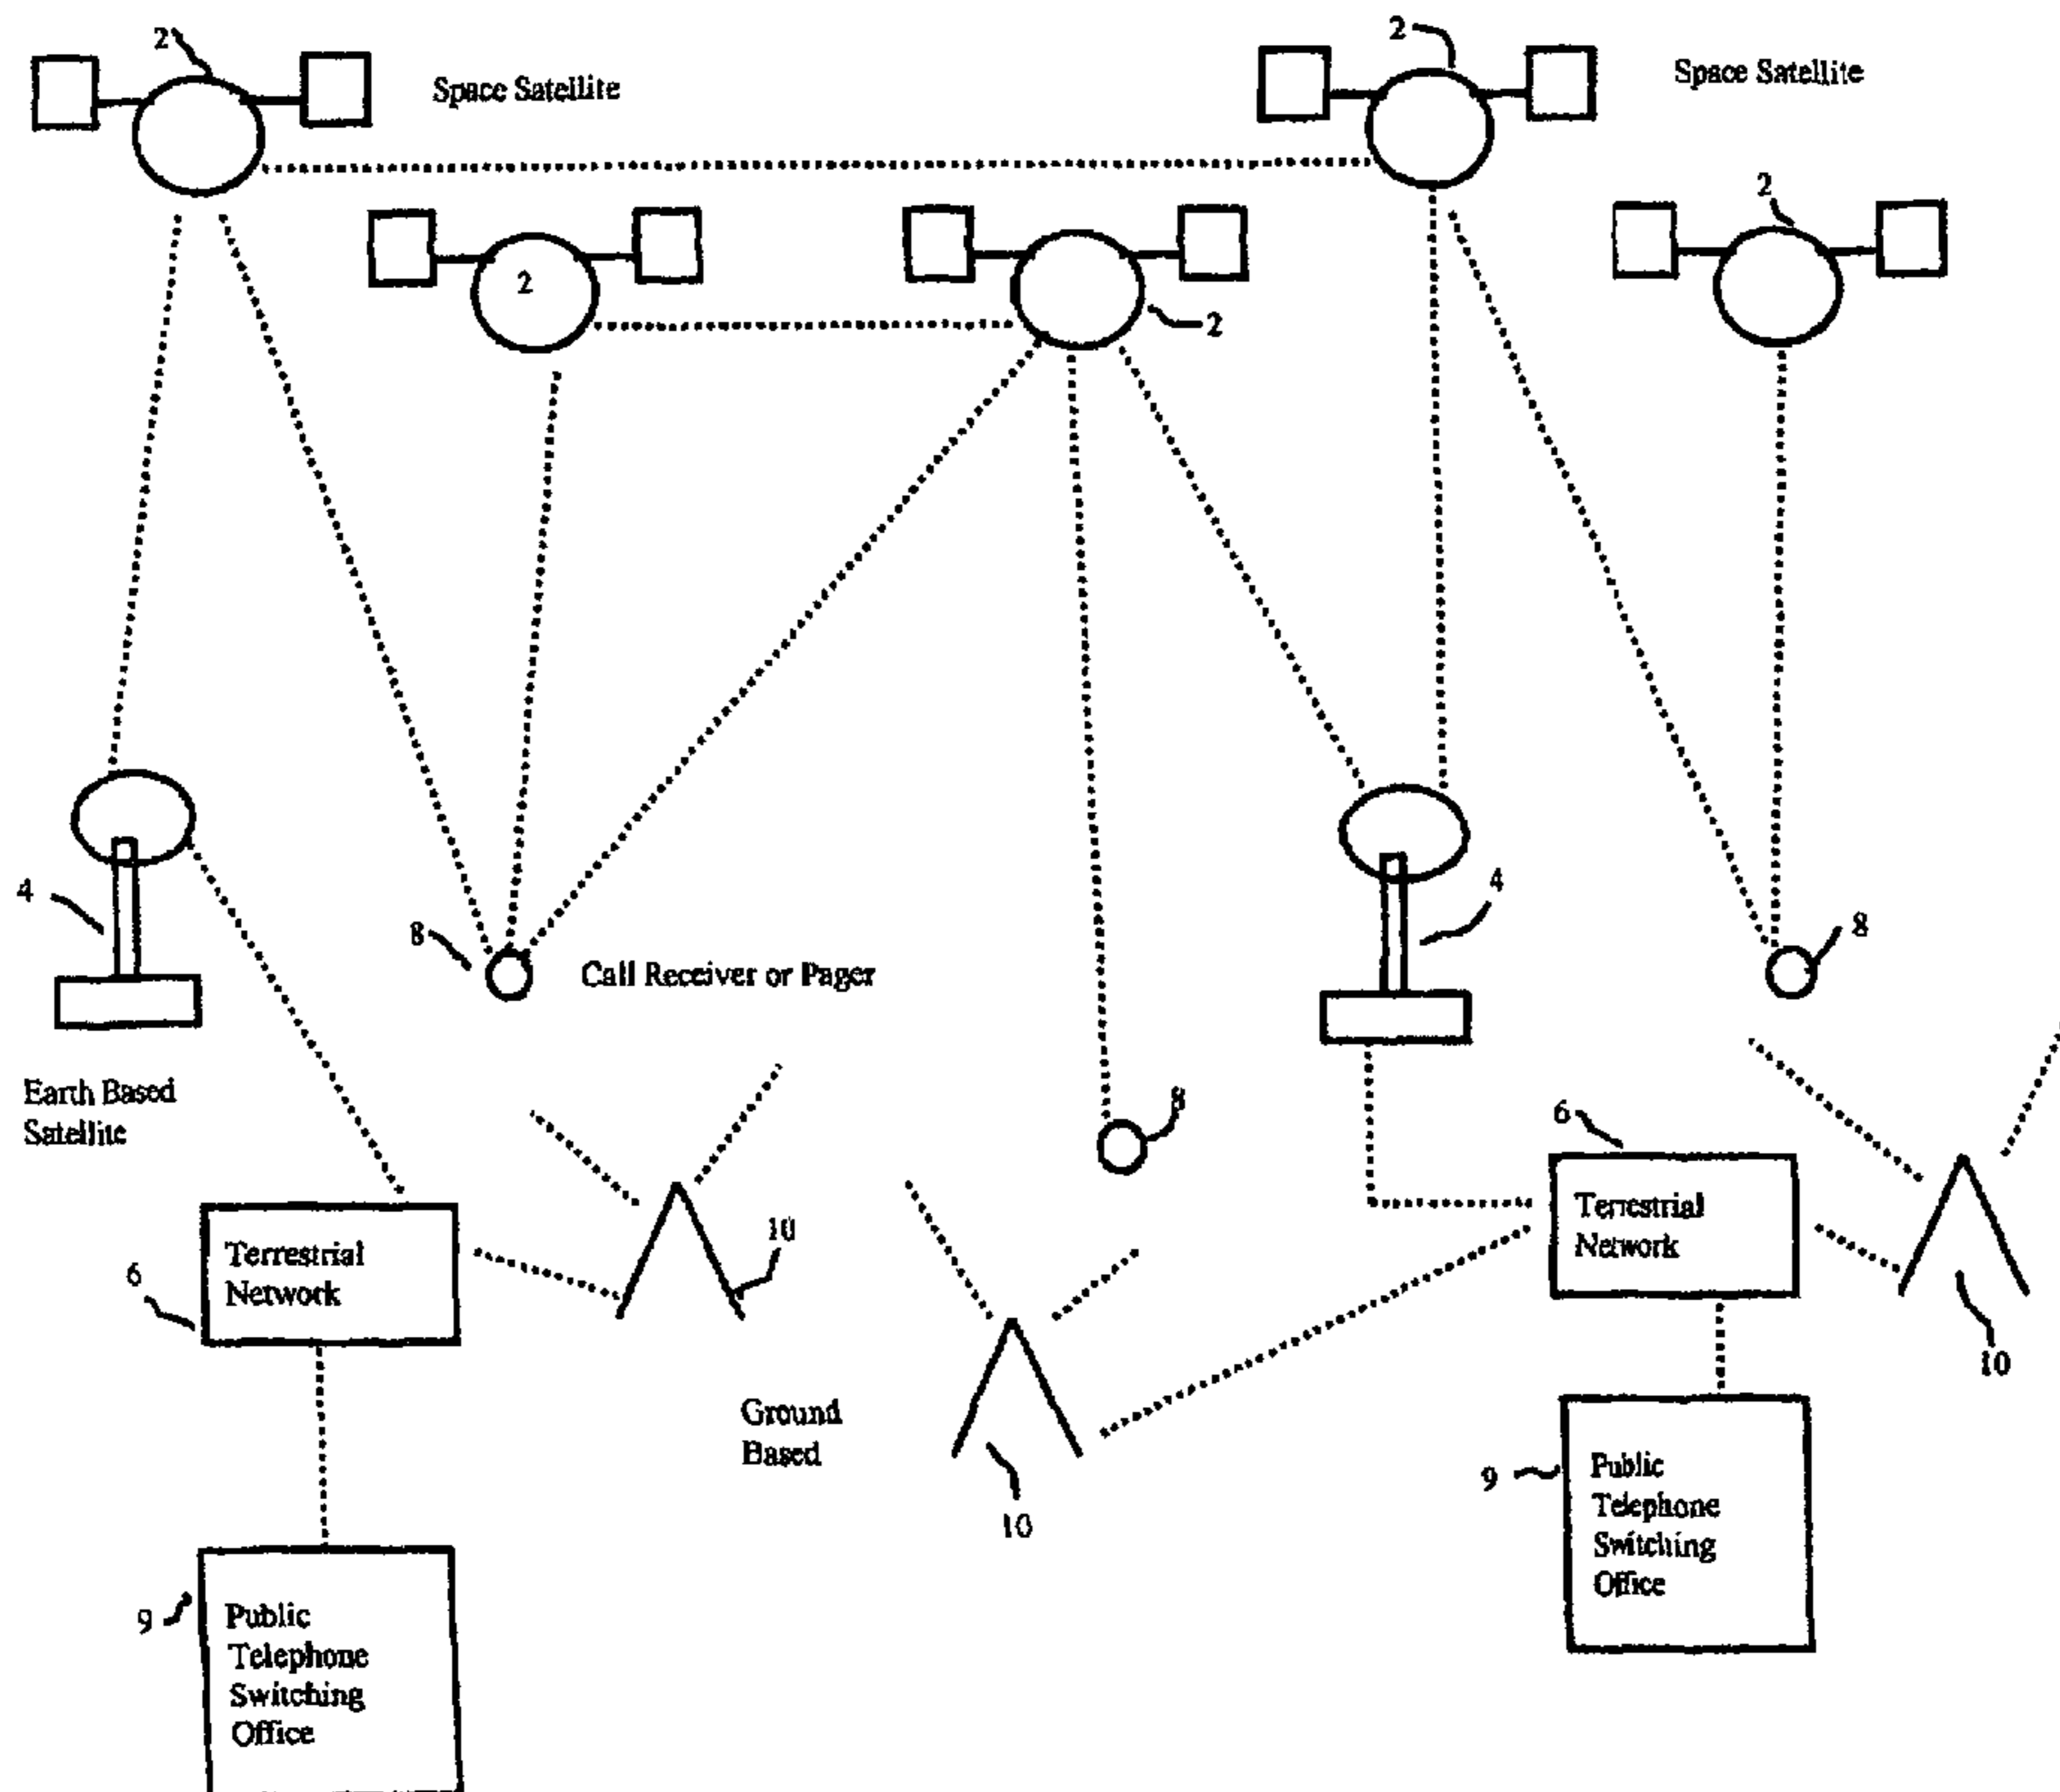 2
2
Space Satellite
Space Satellite
2
2
2
4
4
8
Call Receiver or Pager
8
Earth Based
Satellite
8
6
Terrestrial
Network
10
Terrestrial
Network
6
10
Ground
Based
10
Public
Telephone
Switching
Office
9
9
Public
Telephone
Switching
Office